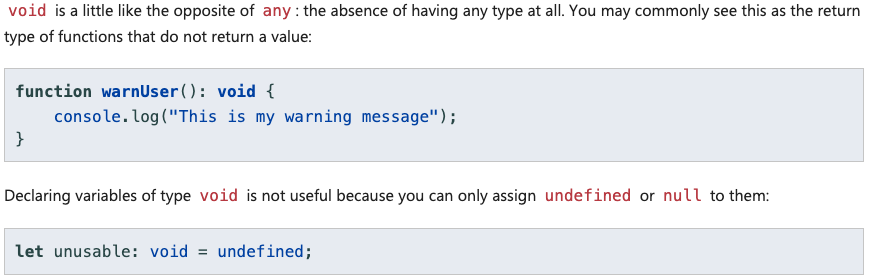 void is a little like the opposite of any: the absence of having any type at all. You may commonly see this as the return
type of functions that do not return a value:
function warnUser(): void {
    console.log("This is my warning message");
}
Declaring variables of type void is not useful because you can only assign undefined or null to them:
let unusable: void = undefined;